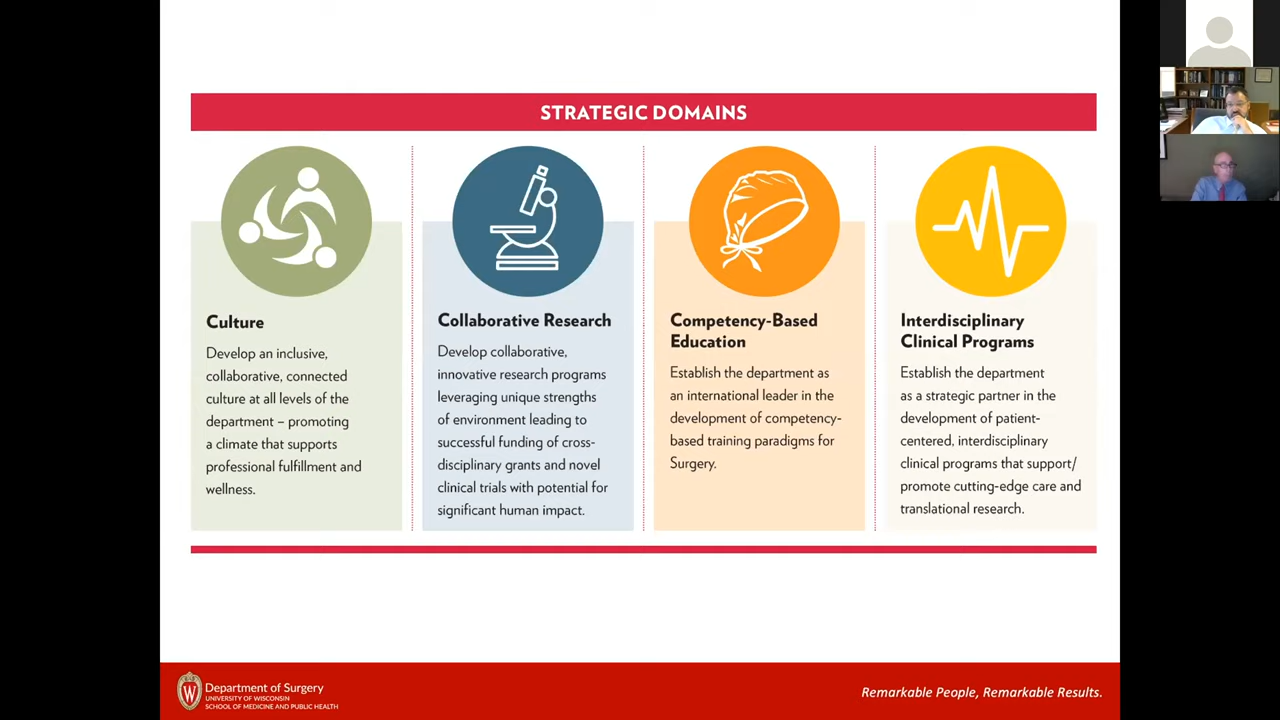 STRATEGIC DOMAINS
Culture
Develop an inclusive,
collaborative, connected
culture at all levels of the
department – promoting
a climate that supports
professional fulfillment and
wellness.
Collaborative Research
Develop collaborative,
innovative research programs
leveraging unique strengths
of environment leading to
successful funding of cross-
disciplinary grants and novel
clinical trials with potential for
significant human impact.
Competency-Based
Education
Establish the department as
an international leader in the
development of competency-
based training paradigms for
Surgery.
Interdisciplinary
Clinical Programs
Establish the department
as a strategic partner in the
development of patient-
centered, interdisciplinary
clinical programs that support/
promote cutting-edge care and
translational research.
W
Department of Surgery
UNIVERSITY OF WISCONSIN
SCHOOL OF MEDICINE AND PUBLIC HEALTH
Remarkable People, Remarkable Results.